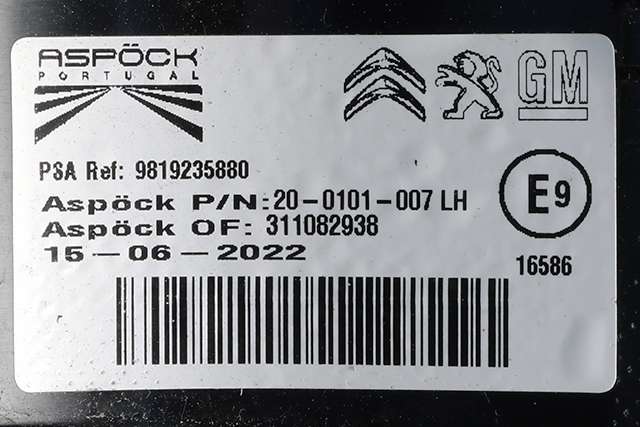 ASPÖCK
PORTUGAL
GM
PSA Ref: 9819235880
Aspöck P/N: 20-0101-007 LH
Aspöck OF: 311082938
15-06-2022
E9
16586